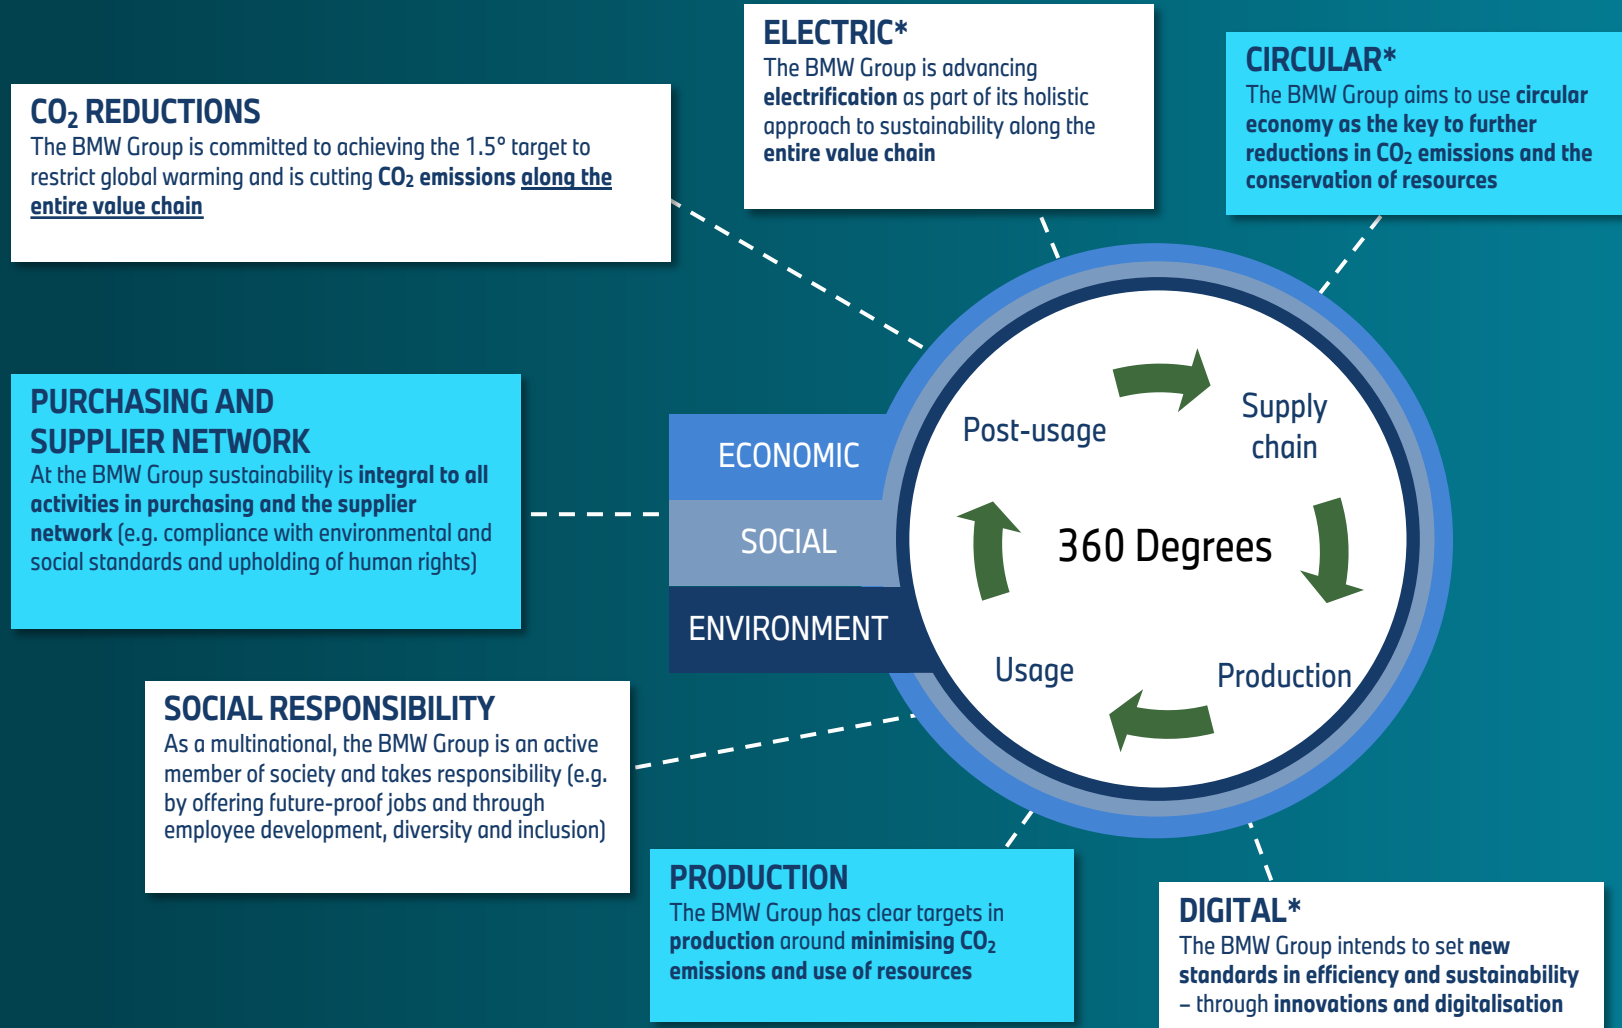 ELECTRIC*
The BMW Group is advancing
electrification as part of its holistic
approach to sustainability along the
entire value chain
CIRCULAR*
The BMW Group aims to use circular
economy as the key to further
reductions in CO₂ emissions and the
conservation of resources
CO₂ REDUCTIONS
The BMW Group is committed to achieving the 1.5° target to
restrict global warming and is cutting CO₂ emissions along the
entire value chain
PURCHASING AND
SUPPLIER NETWORK
At the BMW Group sustainability is integral to all
activities in purchasing and the supplier
network (e.g. compliance with environmental and
social standards and upholding of human rights)
ECONOMIC
SOCIAL
ENVIRONMENT
Post-usage
Supply
chain
360 Degrees
Usage
Production
SOCIAL RESPONSIBILITY
As a multinational, the BMW Group is an active
member of society and takes responsibility (e.g.
by offering future-proof jobs and through
employee development, diversity and inclusion)
PRODUCTION
The BMW Group has clear targets in
production around minimising CO₂
emissions and use of resources
DIGITAL*
The BMW Group intends to set new
standards in efficiency and sustainability
– through innovations and digitalisation